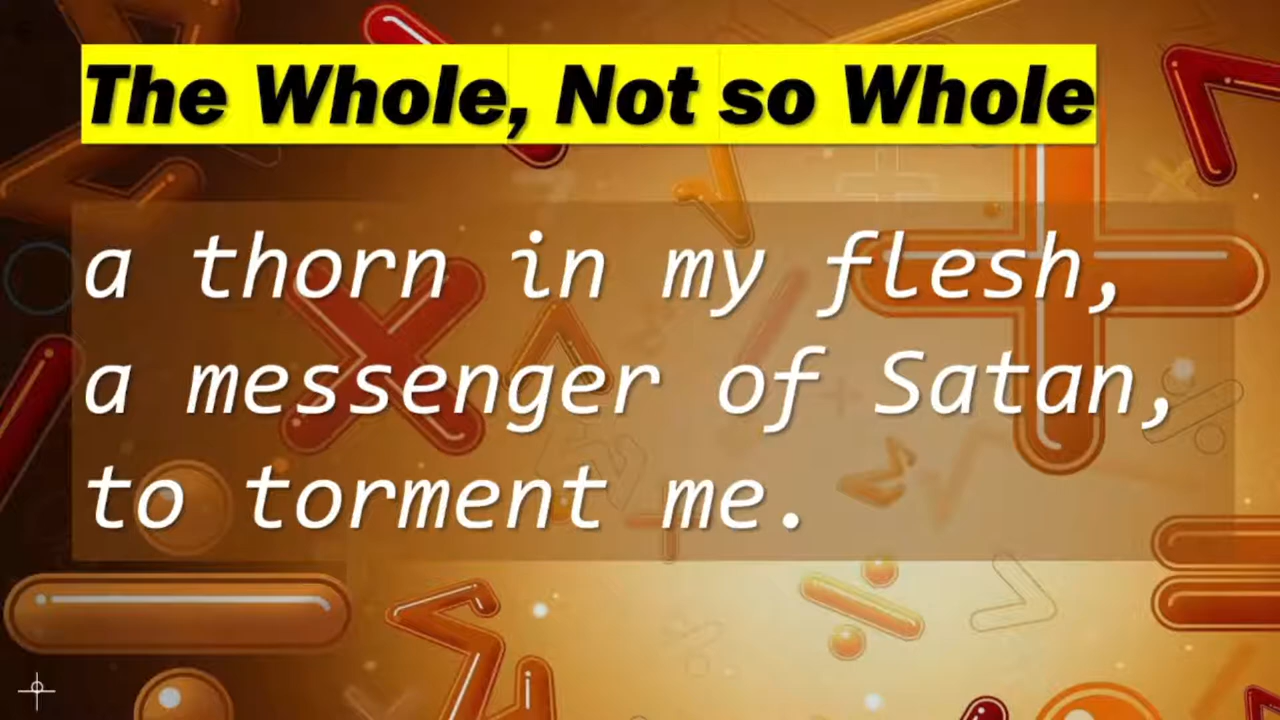 The Whole, Not so Whole
a thorn in my flesh,
a messenger of Satan,
to torment me.